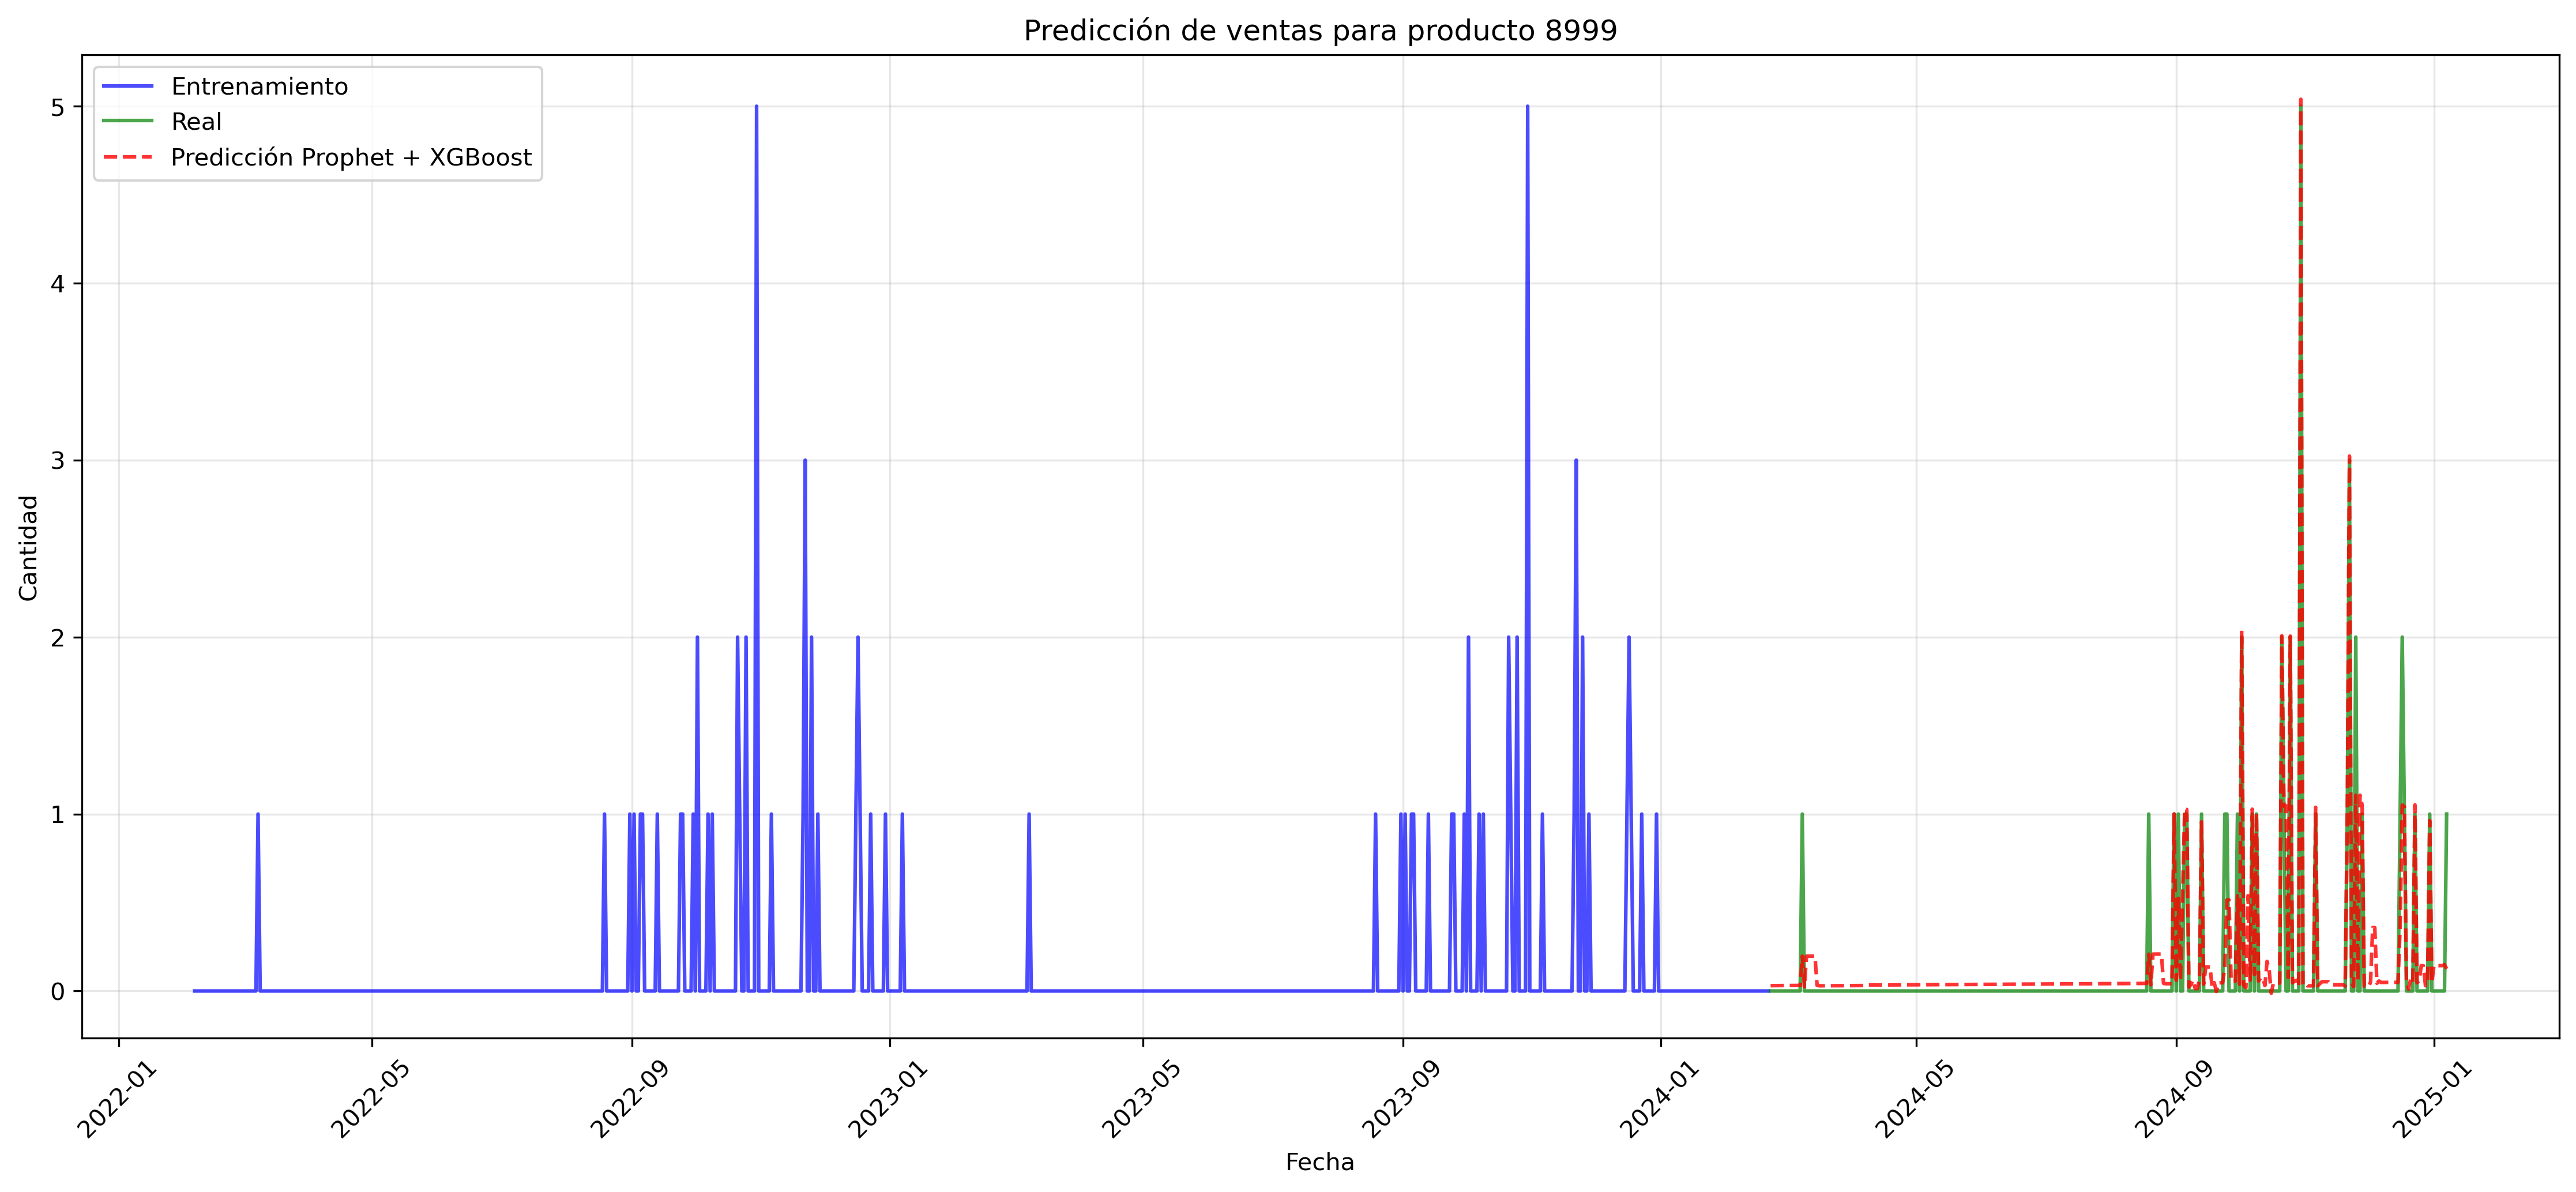 Predicción de ventas para producto 8999
Entrenamiento
Real
Predicción Prophet + XGBoost
5
4
3
2
1
0
Cantidad
2022-01
2022-05
2022-09
2023-01
2023-05
2023-09
2024-01
2024-05
2024-09
2025-01
Fecha